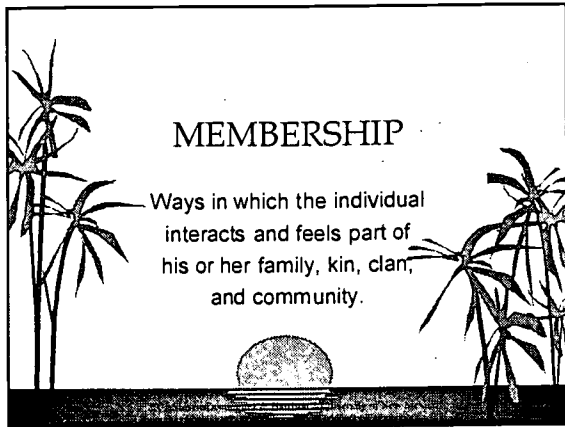 MEMBERSHIP
Ways in which the individual
interacts and feels part of
his or her family, kin, clan,
and community.